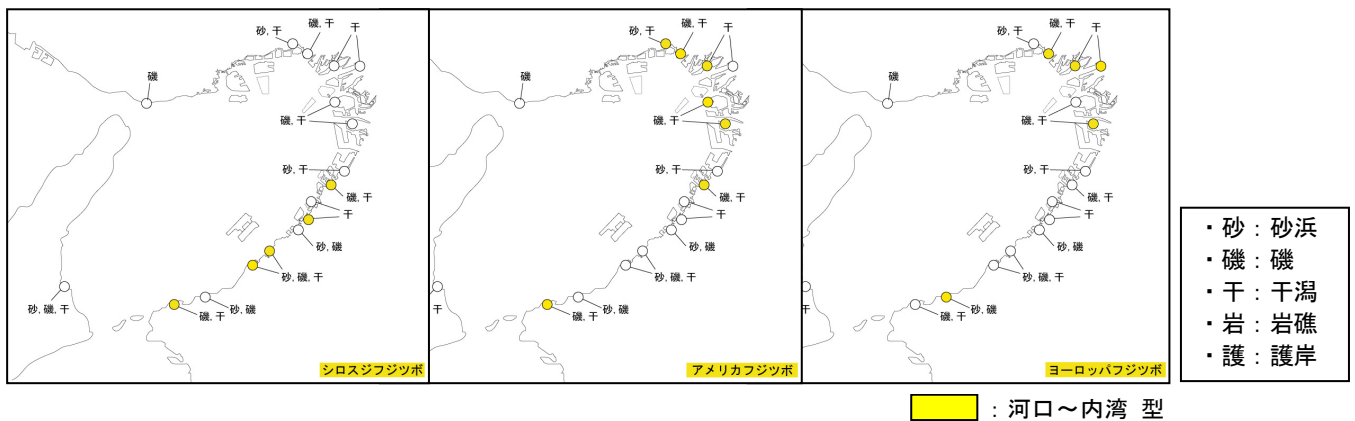 砂, 干
磯, 干
干
磯
磯, 干
砂, 干
磯, 干
干
砂, 磯
砂, 磯, 干
砂, 磯
磯, 干
砂, 磯, 干
シロスジフジツボ
砂, 干
磯, 干
干
磯
磯, 干
砂, 干
磯, 干
干
砂, 磯
砂, 磯, 干
砂, 磯
磯, 干
干
アメリカフジツボ
砂, 干
磯, 干
干
磯
磯, 干
砂, 干
磯, 干
干
砂, 磯
砂, 磯, 干
砂, 磯
磯, 干
干
ヨーロッパフジツボ
・砂：砂浜
・磯：磯
・干：干潟
・岩：岩礁
・護：護岸
：河口～内湾 型